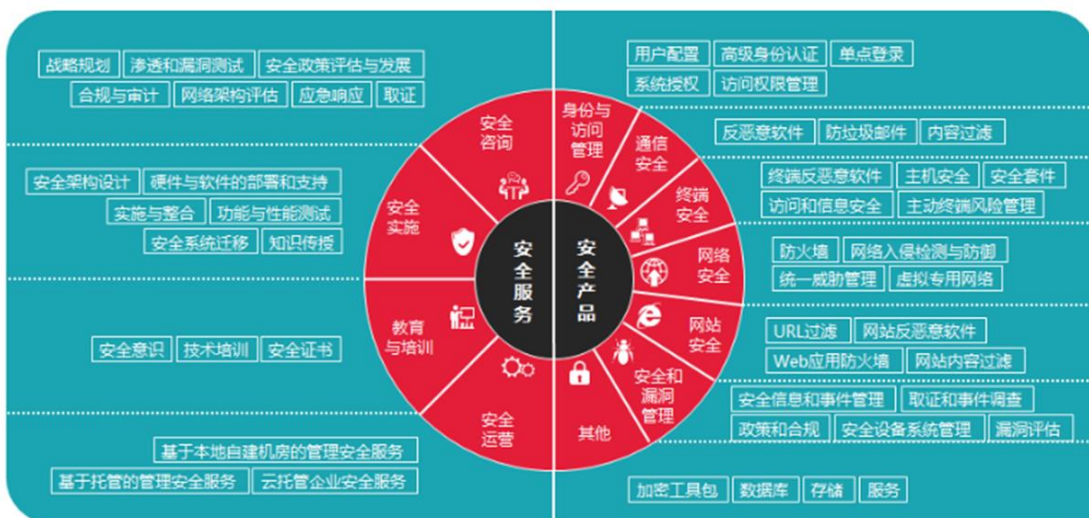 战略规划 渗透和漏洞测试 安全政策评估与发展
合规与审计 网络架构评估 应急响应 取证
安全架构设计 硬件与软件的部署和支持
实施与整合 功能与性能测试
安全系统迁移 知识传授
安全意识 技术培训 安全证书
基于本地自建机房的管理安全服务
基于托管的管理安全服务 云托管企业安全服务
安全
咨询
安全
实施
教育
与培训
安全
运营
安全服务
安全产品
身份与
访问
管理
通信
安全
终端
安全
网络
安全
网站
安全
安全和
漏洞
管理
其他
用户配置 高级身份认证 单点登录
系统授权 访问权限管理
反恶意软件 防垃圾邮件 内容过滤
终端反恶意软件 主机安全 安全套件
访问和信息安全 主动终端风险管理
防火墙 网络入侵检测与防御
统一威胁管理 虚拟专用网络
URL过滤 网站反恶意软件
Web应用防火墙 网站内容过滤
安全信息和事件管理 取证和事件调查
政策和合规 安全设备系统管理 漏洞评估
加密工具包 数据库 存储 服务